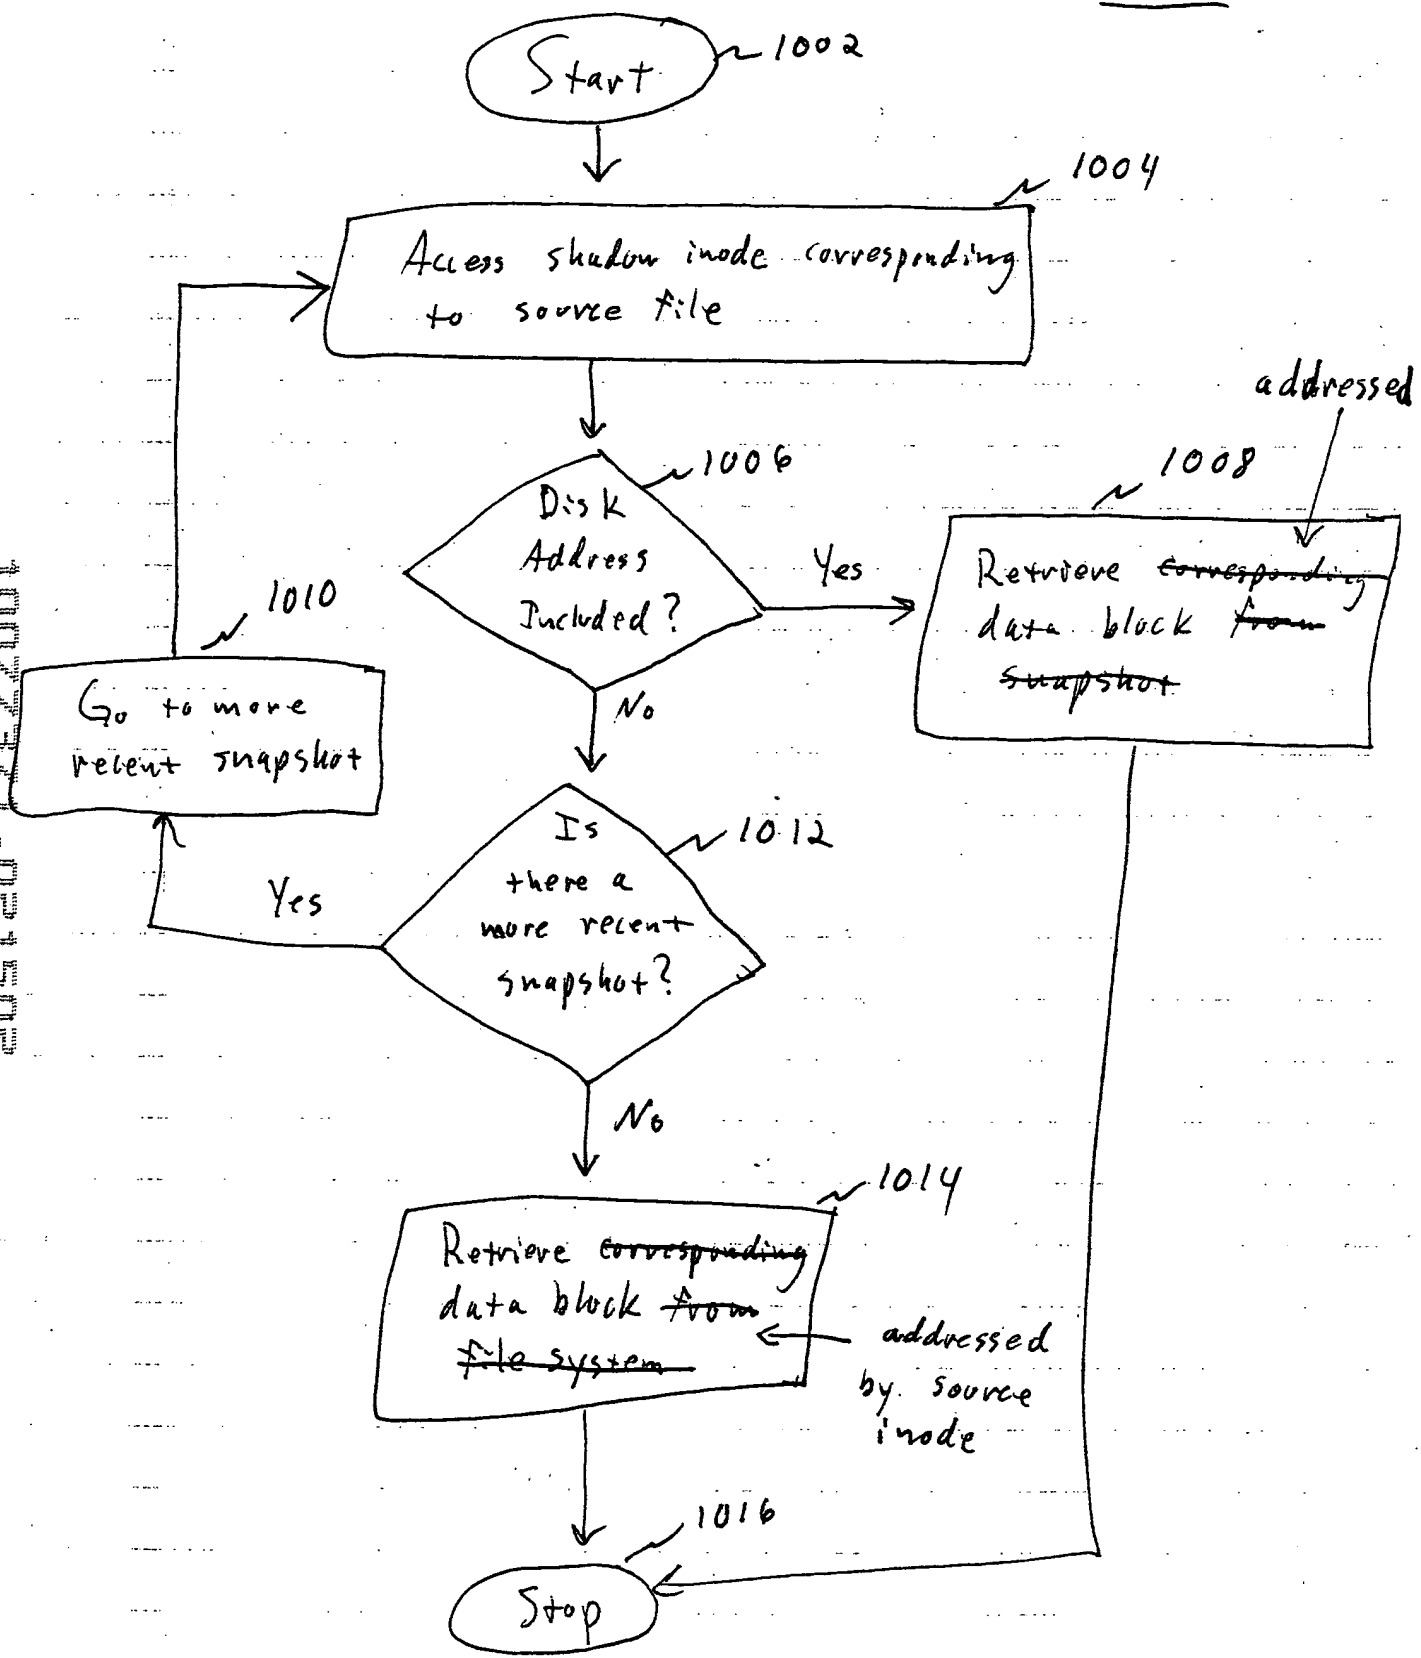 Start
1002
1004
Access shadow inode corresponding
to source file
addressed
1006
1008
Disk
Address
Included?
Yes
Retrieve corresponding
data block from
snapshot
1010
Go to more
recent snapshot
No
Is
there a
more recent
snapshot?
1012
Yes
No
1014
Retrieve corresponding
data block from
file system
addressed
by source
inode
1016
Stop